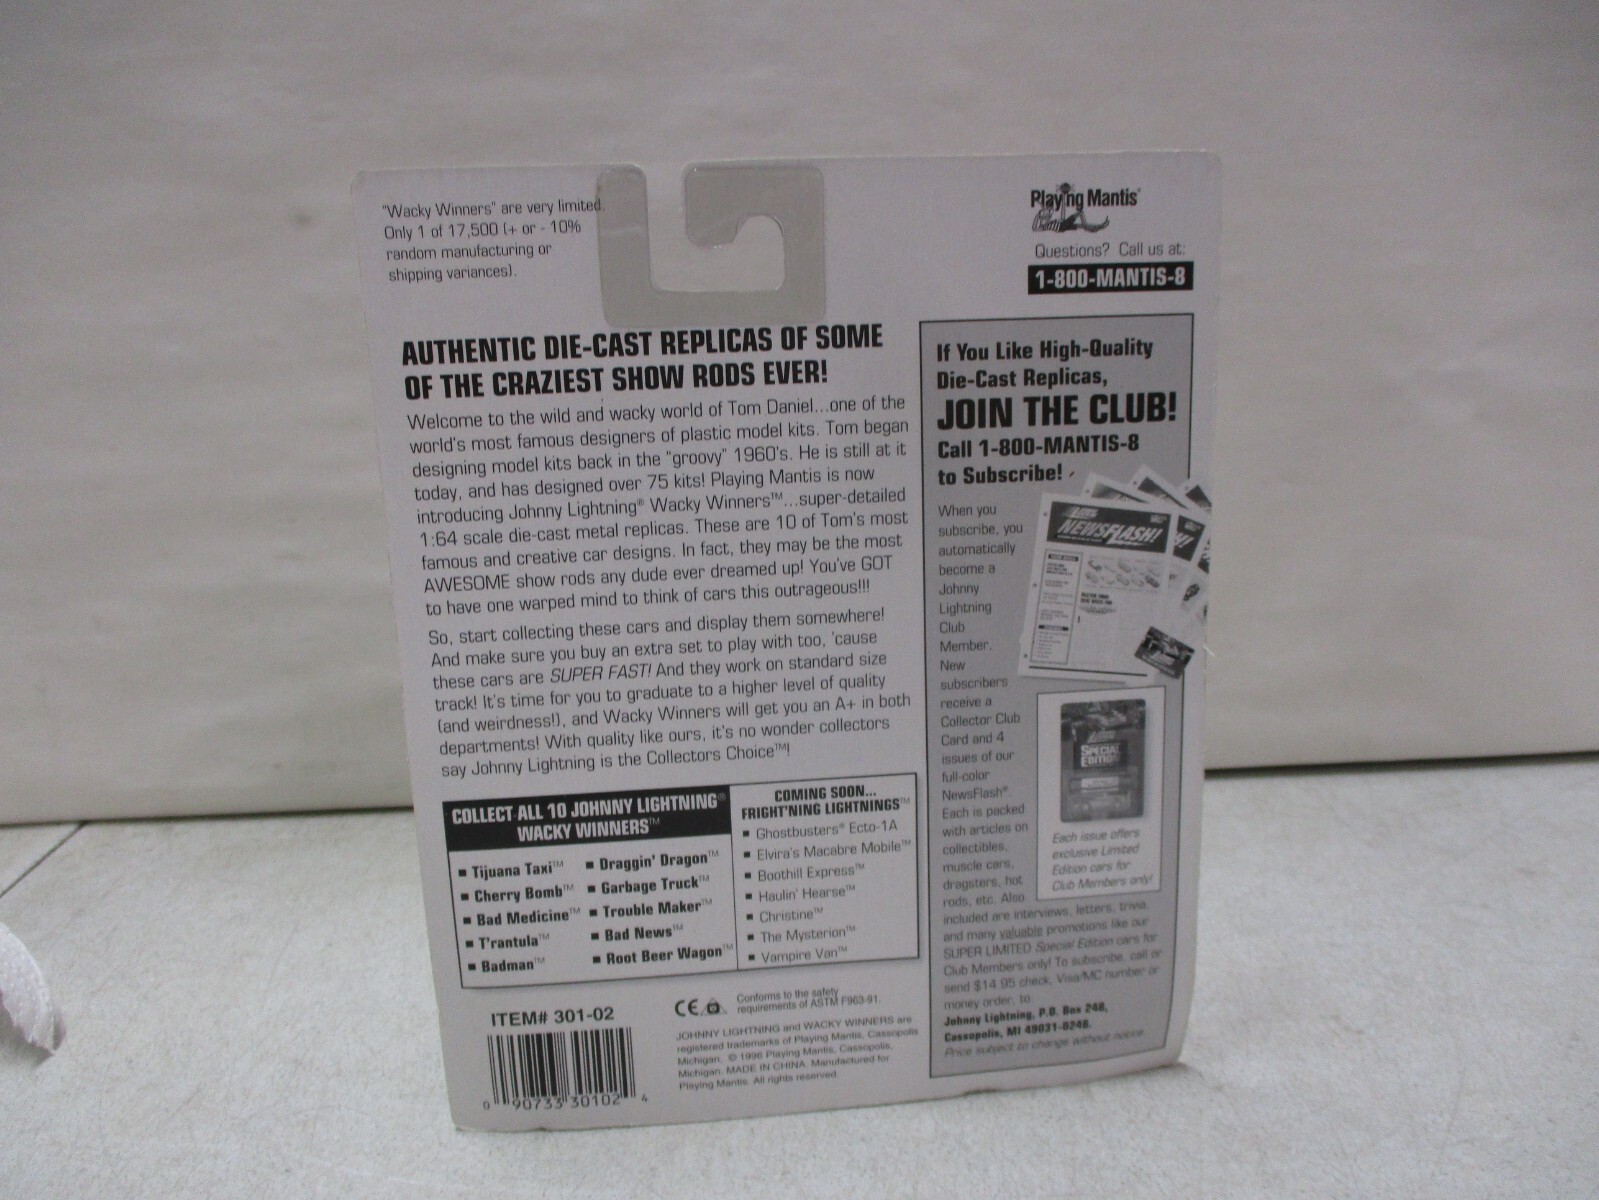 "Wacky Winners" are very limited.
Only 1 of 17,500 (+ or - 10%
random manufacturing or
shipping variances).
Playing Mantis®
Questions? Call us at:
1-800-MANTIS-8
AUTHENTIC DIE-CAST REPLICAS OF SOME
OF THE CRAZIEST SHOW RODS EVER!
Welcome to the wild and wacky world of Tom Daniel...one of the
world's most famous designers of plastic model kits. Tom began
designing model kits back in the "groovy" 1960's. He is still at it
today, and has designed over 75 kits! Playing Mantis is now
introducing Johnny Lightning® Wacky Winners™...super-detailed
1:64 scale die-cast metal replicas. These are 10 of Tom's most
famous and creative car designs. In fact, they may be the most
AWESOME show rods any dude ever dreamed up! You've GOT
to have one warped mind to think of cars this outrageous!!!
So, start collecting these cars and display them somewhere!
And make sure you buy an extra set to play with too, 'cause
these cars are SUPER FAST! And they work on standard size
track! It's time for you to graduate to a higher level of quality
(and weirdness!), and Wacky Winners will get you an A+ in both
departments! With quality like ours, it's no wonder collectors
say Johnny Lightning is the Collectors Choice™!
COLLECT ALL 10 JOHNNY LIGHTNING®
WACKY WINNERS™
▪ Tijuana Taxi™
▪ Cherry Bomb™
▪ Bad Medicine™
▪ T'rantula™
▪ Badman™
▪ Draggin' Dragon™
▪ Garbage Truck™
▪ Trouble Maker™
▪ Bad News™
▪ Root Beer Wagon™
COMING SOON...
FRIGHT'NING LIGHTNINGS™
▪ Ghostbusters® Ecto-1A
▪ Elvira's Macabre Mobile™
▪ Boothill Express™
▪ Haulin' Hearse™
▪ Christine™
▪ The Mysterion™
▪ Vampire Van™
ITEM# 301-02
0 90733 30102 4
CE
Conforms to the safety
requirements of ASTM F963-91.
JOHNNY LIGHTNING and WACKY WINNERS are
registered trademarks of Playing Mantis, Cassopolis
Michigan. © 1996 Playing Mantis, Cassopolis,
Michigan. MADE IN CHINA. Manufactured for
Playing Mantis. All rights reserved.
If You Like High-Quality
Die-Cast Replicas,
JOIN THE CLUB!
Call 1-800-MANTIS-8
to Subscribe!
When you
subscribe, you
automatically
become a
Johnny
Lightning
Club
Member.
New
subscribers
receive a
Collector Club
Card and 4
issues of our
full-color
NewsFlash®.
Each is packed
with articles on
collectibles,
muscle cars,
dragsters, hot
rods, etc. Also
included are interviews, letters, trivia,
and many valuable promotions like our
SUPER LIMITED Special Edition cars for
Club Members only! To subscribe, call or
send $14.95 check, Visa/MC number or
money order, to:
Johnny Lightning, P.O. Box 248,
Cassopolis, MI 49031-0248.
Price subject to change without notice
NEWSFLASH!
SPECIAL
EDITION
Each issue offers
exclusive Limited
Edition cars for
Club Members only!